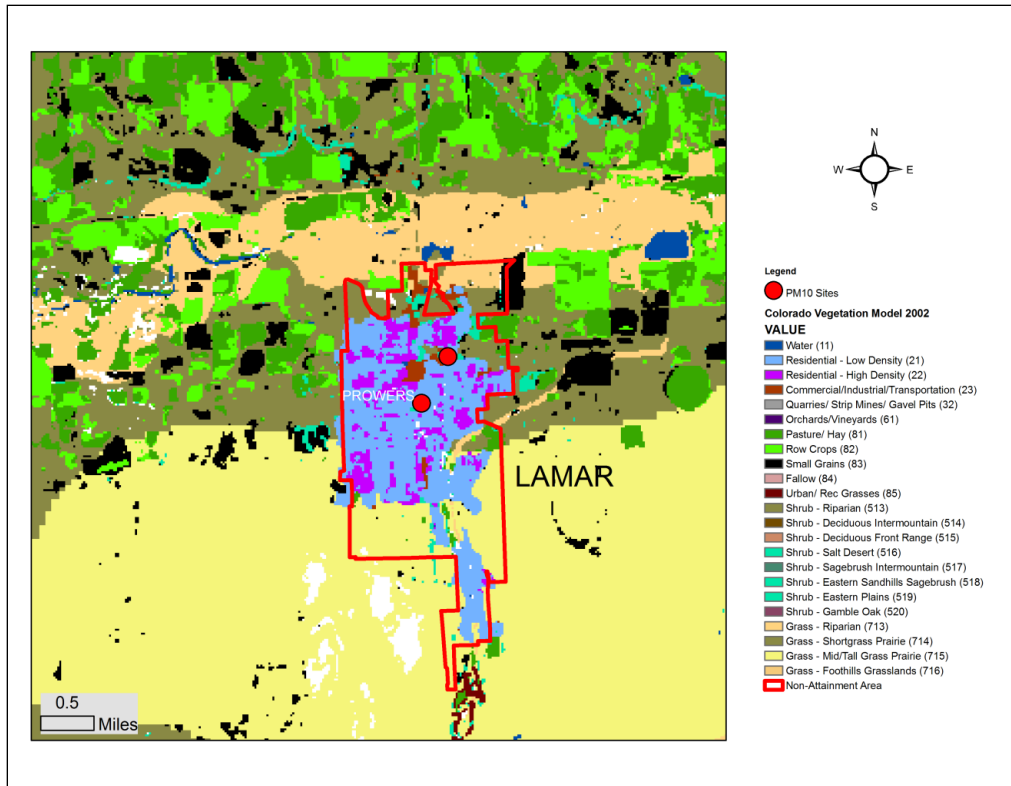 N
W E
S
PROWERS
LAMAR
0.5
Miles
Legend
PM10 Sites
Colorado Vegetation Model 2002
VALUE
Water (11)
Residential - Low Density (21)
Residential - High Density (22)
Commercial/Industrial/Transportation (23)
Quarries/ Strip Mines/ Gavel Pits (32)
Orchards/Vineyards (61)
Pasture/ Hay (81)
Row Crops (82)
Small Grains (83)
Fallow (84)
Urban/ Rec Grasses (85)
Shrub - Riparian (513)
Shrub - Deciduous Intermountain (514)
Shrub - Deciduous Front Range (515)
Shrub - Salt Desert (516)
Shrub - Sagebrush Intermountain (517)
Shrub - Eastern Sandhills Sagebrush (518)
Shrub - Eastern Plains (519)
Shrub - Gamble Oak (520)
Grass - Riparian (713)
Grass - Shortgrass Prairie (714)
Grass - Mid/Tall Grass Prairie (715)
Grass - Foothills Grasslands (716)
Non-Attainment Area